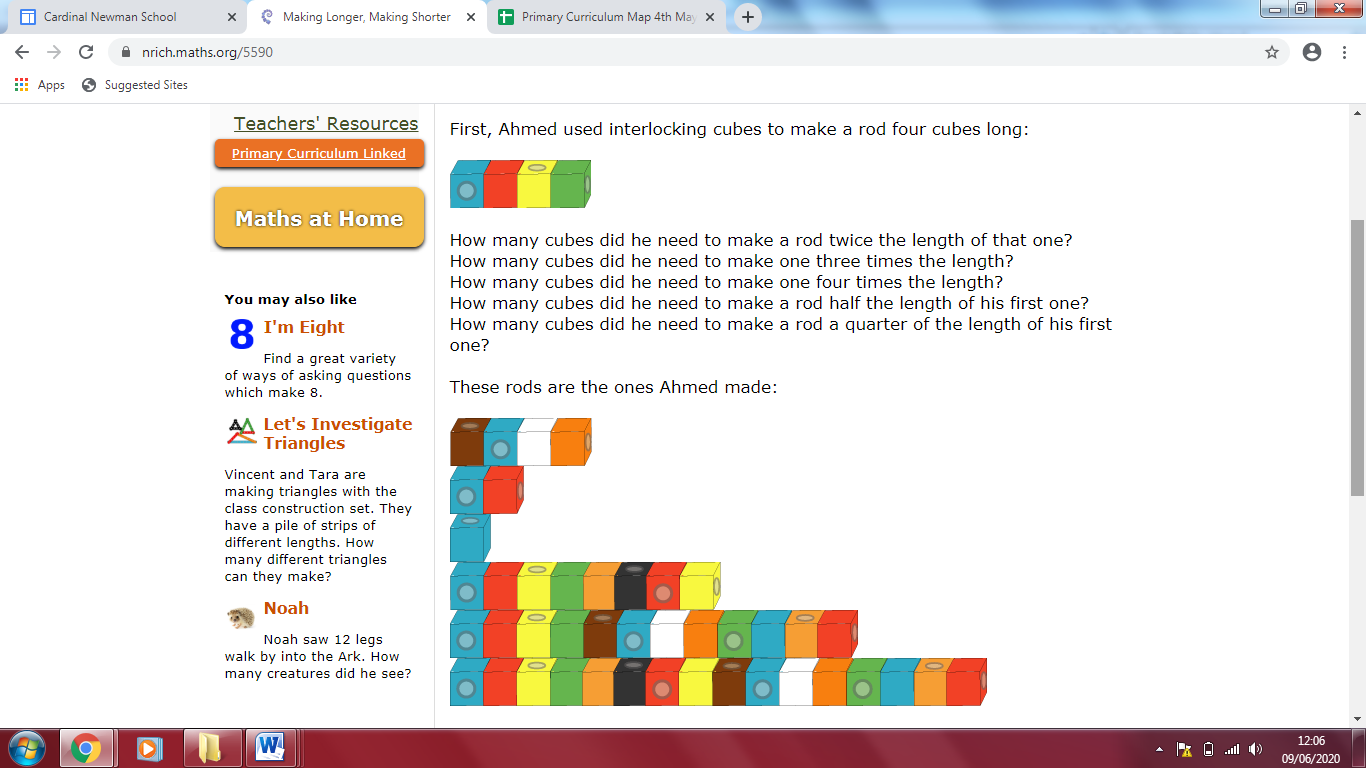 Cardinal Newman School
Making Longer, Making Shorter
Primary Curriculum Map 4th May
nrich.maths.org/5590
Apps
Suggested Sites
Teachers' Resources
Primary Curriculum Linked
Maths at Home
You may also like
8
I'm Eight
Find a great variety
of ways of asking questions
which make 8.
Let's Investigate
Triangles
Vincent and Tara are
making triangles with the
class construction set. They
have a pile of strips of
different lengths. How
many different triangles
can they make?
Noah
Noah saw 12 legs
walk by into the Ark. How
many creatures did he see?
First, Ahmed used interlocking cubes to make a rod four cubes long:
How many cubes did he need to make a rod twice the length of that one?
How many cubes did he need to make one three times the length?
How many cubes did he need to make one four times the length?
How many cubes did he need to make a rod half the length of his first one?
How many cubes did he need to make a rod a quarter of the length of his first
one?
These rods are the ones Ahmed made:
W
12:06
09/06/2020